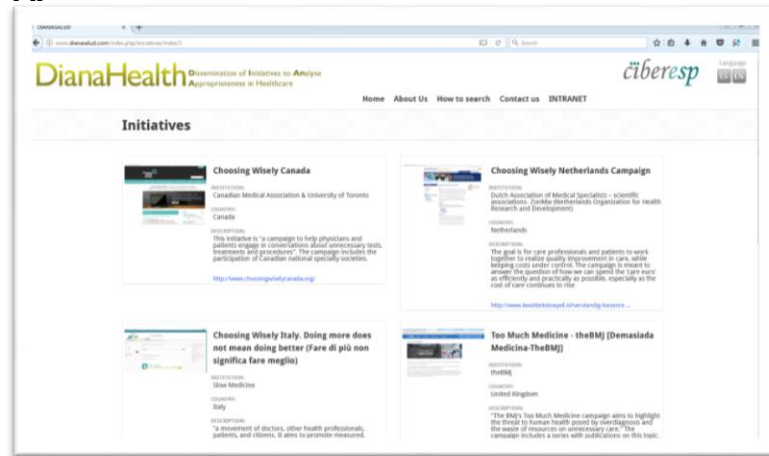 www.dianasalud.com/index.php/iniciativas/index/3
Search
DianaHealth
Dissemination of Initiatives to Analyse
Appropriateness in Healthcare
ciberesp
Language
ES EN
Home About Us How to search Contact us INTRANET
Initiatives
Choosing Wisely Canada
INSTITUTION:
Canadian Medical Association & University of Toronto
COUNTRY:
Canada
DESCRIPTION:
This initiative is "a campaign to help physicians and
patients engage in conversations about unnecessary tests,
treatments and procedures". The campaign includes the
participation of Canadian national specialty societies.
http://www.choosingwiselycanada.org/
Choosing Wisely Netherlands Campaign
INSTITUTION:
Dutch Association of Medical Specialists – scientific
associations- ZonMw (Netherlands Organization for Health
Research and Development)
COUNTRY:
Netherlands
DESCRIPTION:
The goal is for care professionals and patients to work
together to realize quality improvement in care, while
keeping costs under control. The campaign is meant to
answer the question of how we can spend the 'care euro'
as efficiently and practically as possible, especially as the
cost of care continues to rise
Choosing Wisely Italy. Doing more does
not mean doing better (Fare di più non
significa fare meglio)
INSTITUTION:
Slow Medicine
COUNTRY:
Italy
DESCRIPTION:
"a movement of doctors, other health professionals,
patients, and citizens. It aims to promote measured,
Too Much Medicine - theBMJ [Demasiada
Medicina-TheBMJ]
INSTITUTION:
theBMJ
COUNTRY:
United Kingdom
DESCRIPTION:
"The BMJ's Too Much Medicine campaign aims to highlight
the threat to human health posed by overdiagnosis and
the waste of resources on unnecessary care." The
campaign includes a series with publications on this topic,